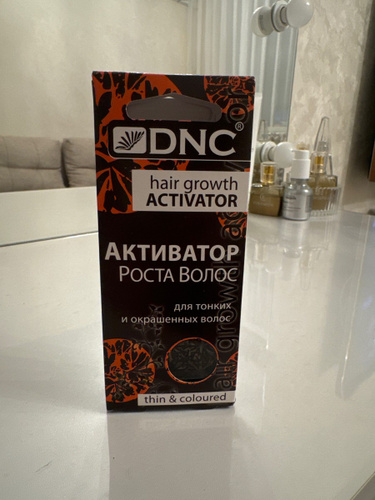 DNC®
hair growth
ACTIVATOR
АКТИВАТОР
РОСТА ВОЛОС
для тонких
и окрашенных волос
thin & coloured